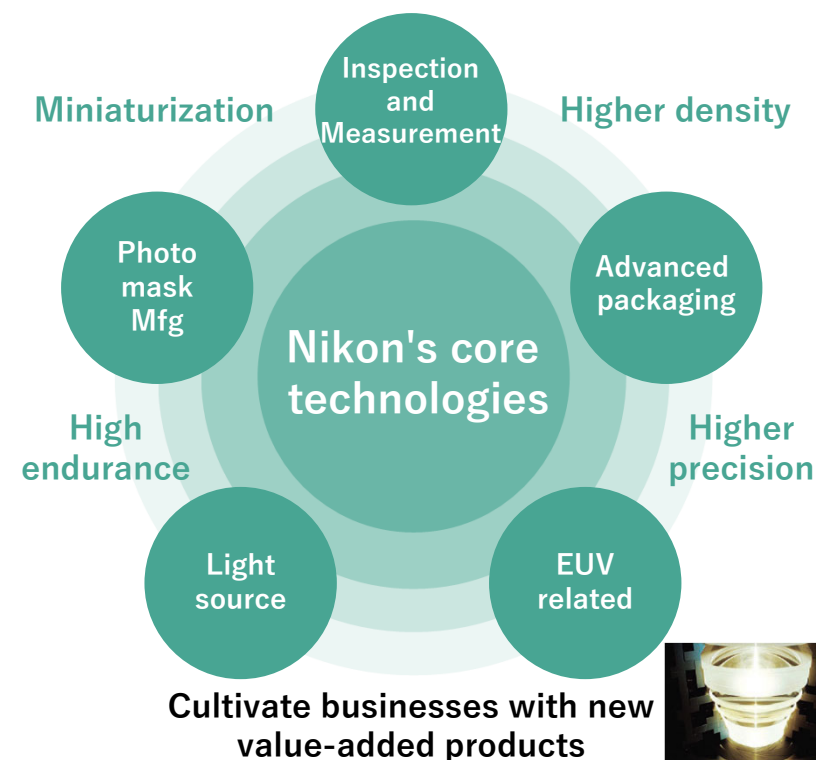 Inspection
and
Measurement
Miniaturization
Higher density
Photo
mask
Mfg
Advanced
packaging
Nikon's core
technologies
High
endurance
Higher
precision
Light
source
EUV
related
Cultivate businesses with new
value-added products